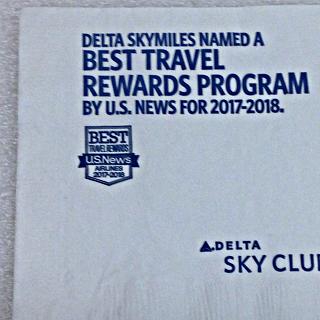 DELTA SKYMILES NAMED A
BEST TRAVEL
REWARDS PROGRAM
BY U.S. NEWS FOR 2017-2018.
BEST
TRAVEL REWARDS
U.S.News
AIRLINES
2017-2018
DELTA
SKY CLU